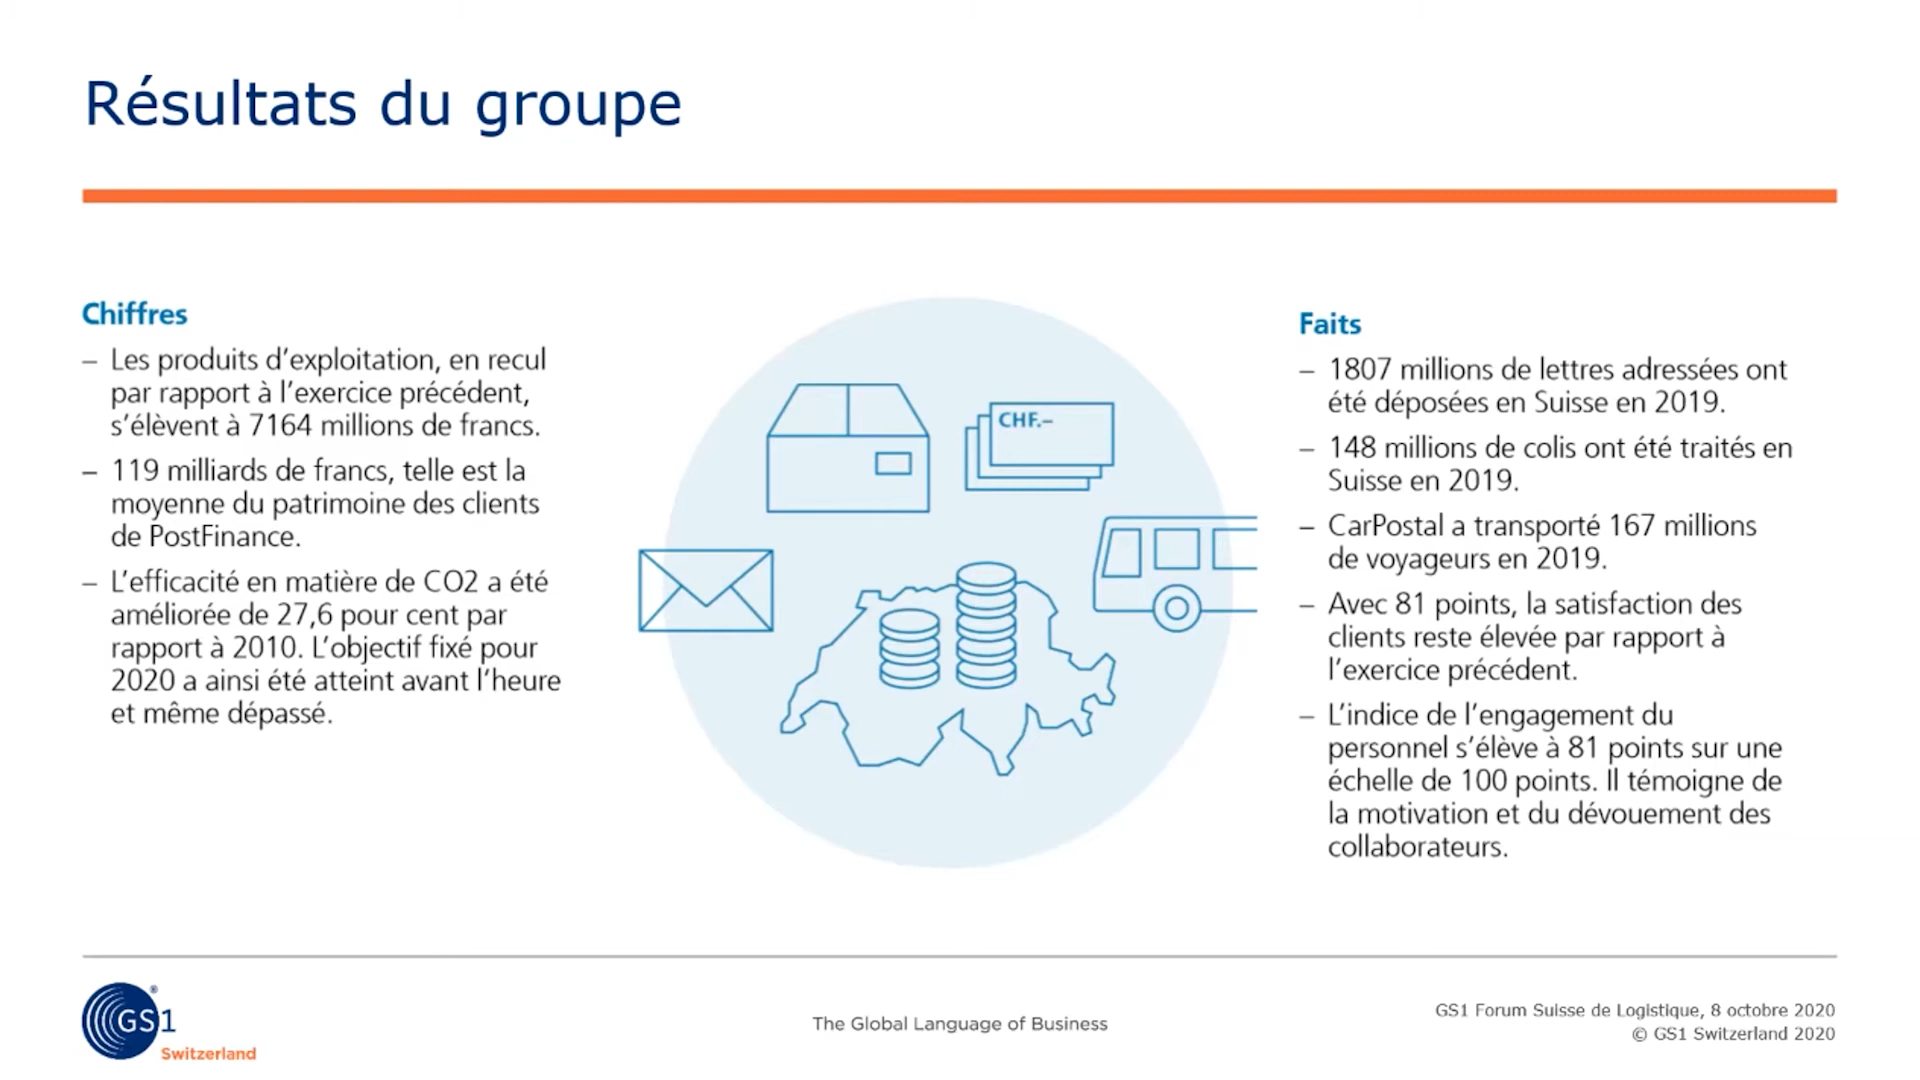 Résultats du groupe
Chiffres
– Les produits d’exploitation, en recul
par rapport à l’exercice précédent,
s’élèvent à 7164 millions de francs.
– 119 milliards de francs, telle est la
moyenne du patrimoine des clients
de PostFinance.
– L’efficacité en matière de CO2 a été
améliorée de 27,6 pour cent par
rapport à 2010. L’objectif fixé pour
2020 a ainsi été atteint avant l’heure
et même dépassé.
CHF.–
Faits
– 1807 millions de lettres adressées ont
été déposées en Suisse en 2019.
– 148 millions de colis ont été traités en
Suisse en 2019.
– CarPostal a transporté 167 millions
de voyageurs en 2019.
– Avec 81 points, la satisfaction des
clients reste élevée par rapport à
l’exercice précédent.
– L’indice de l’engagement du
personnel s’élève à 81 points sur une
échelle de 100 points. Il témoigne de
la motivation et du dévouement des
collaborateurs.
GS1®
Switzerland
The Global Language of Business
GS1 Forum Suisse de Logistique, 8 octobre 2020
© GS1 Switzerland 2020